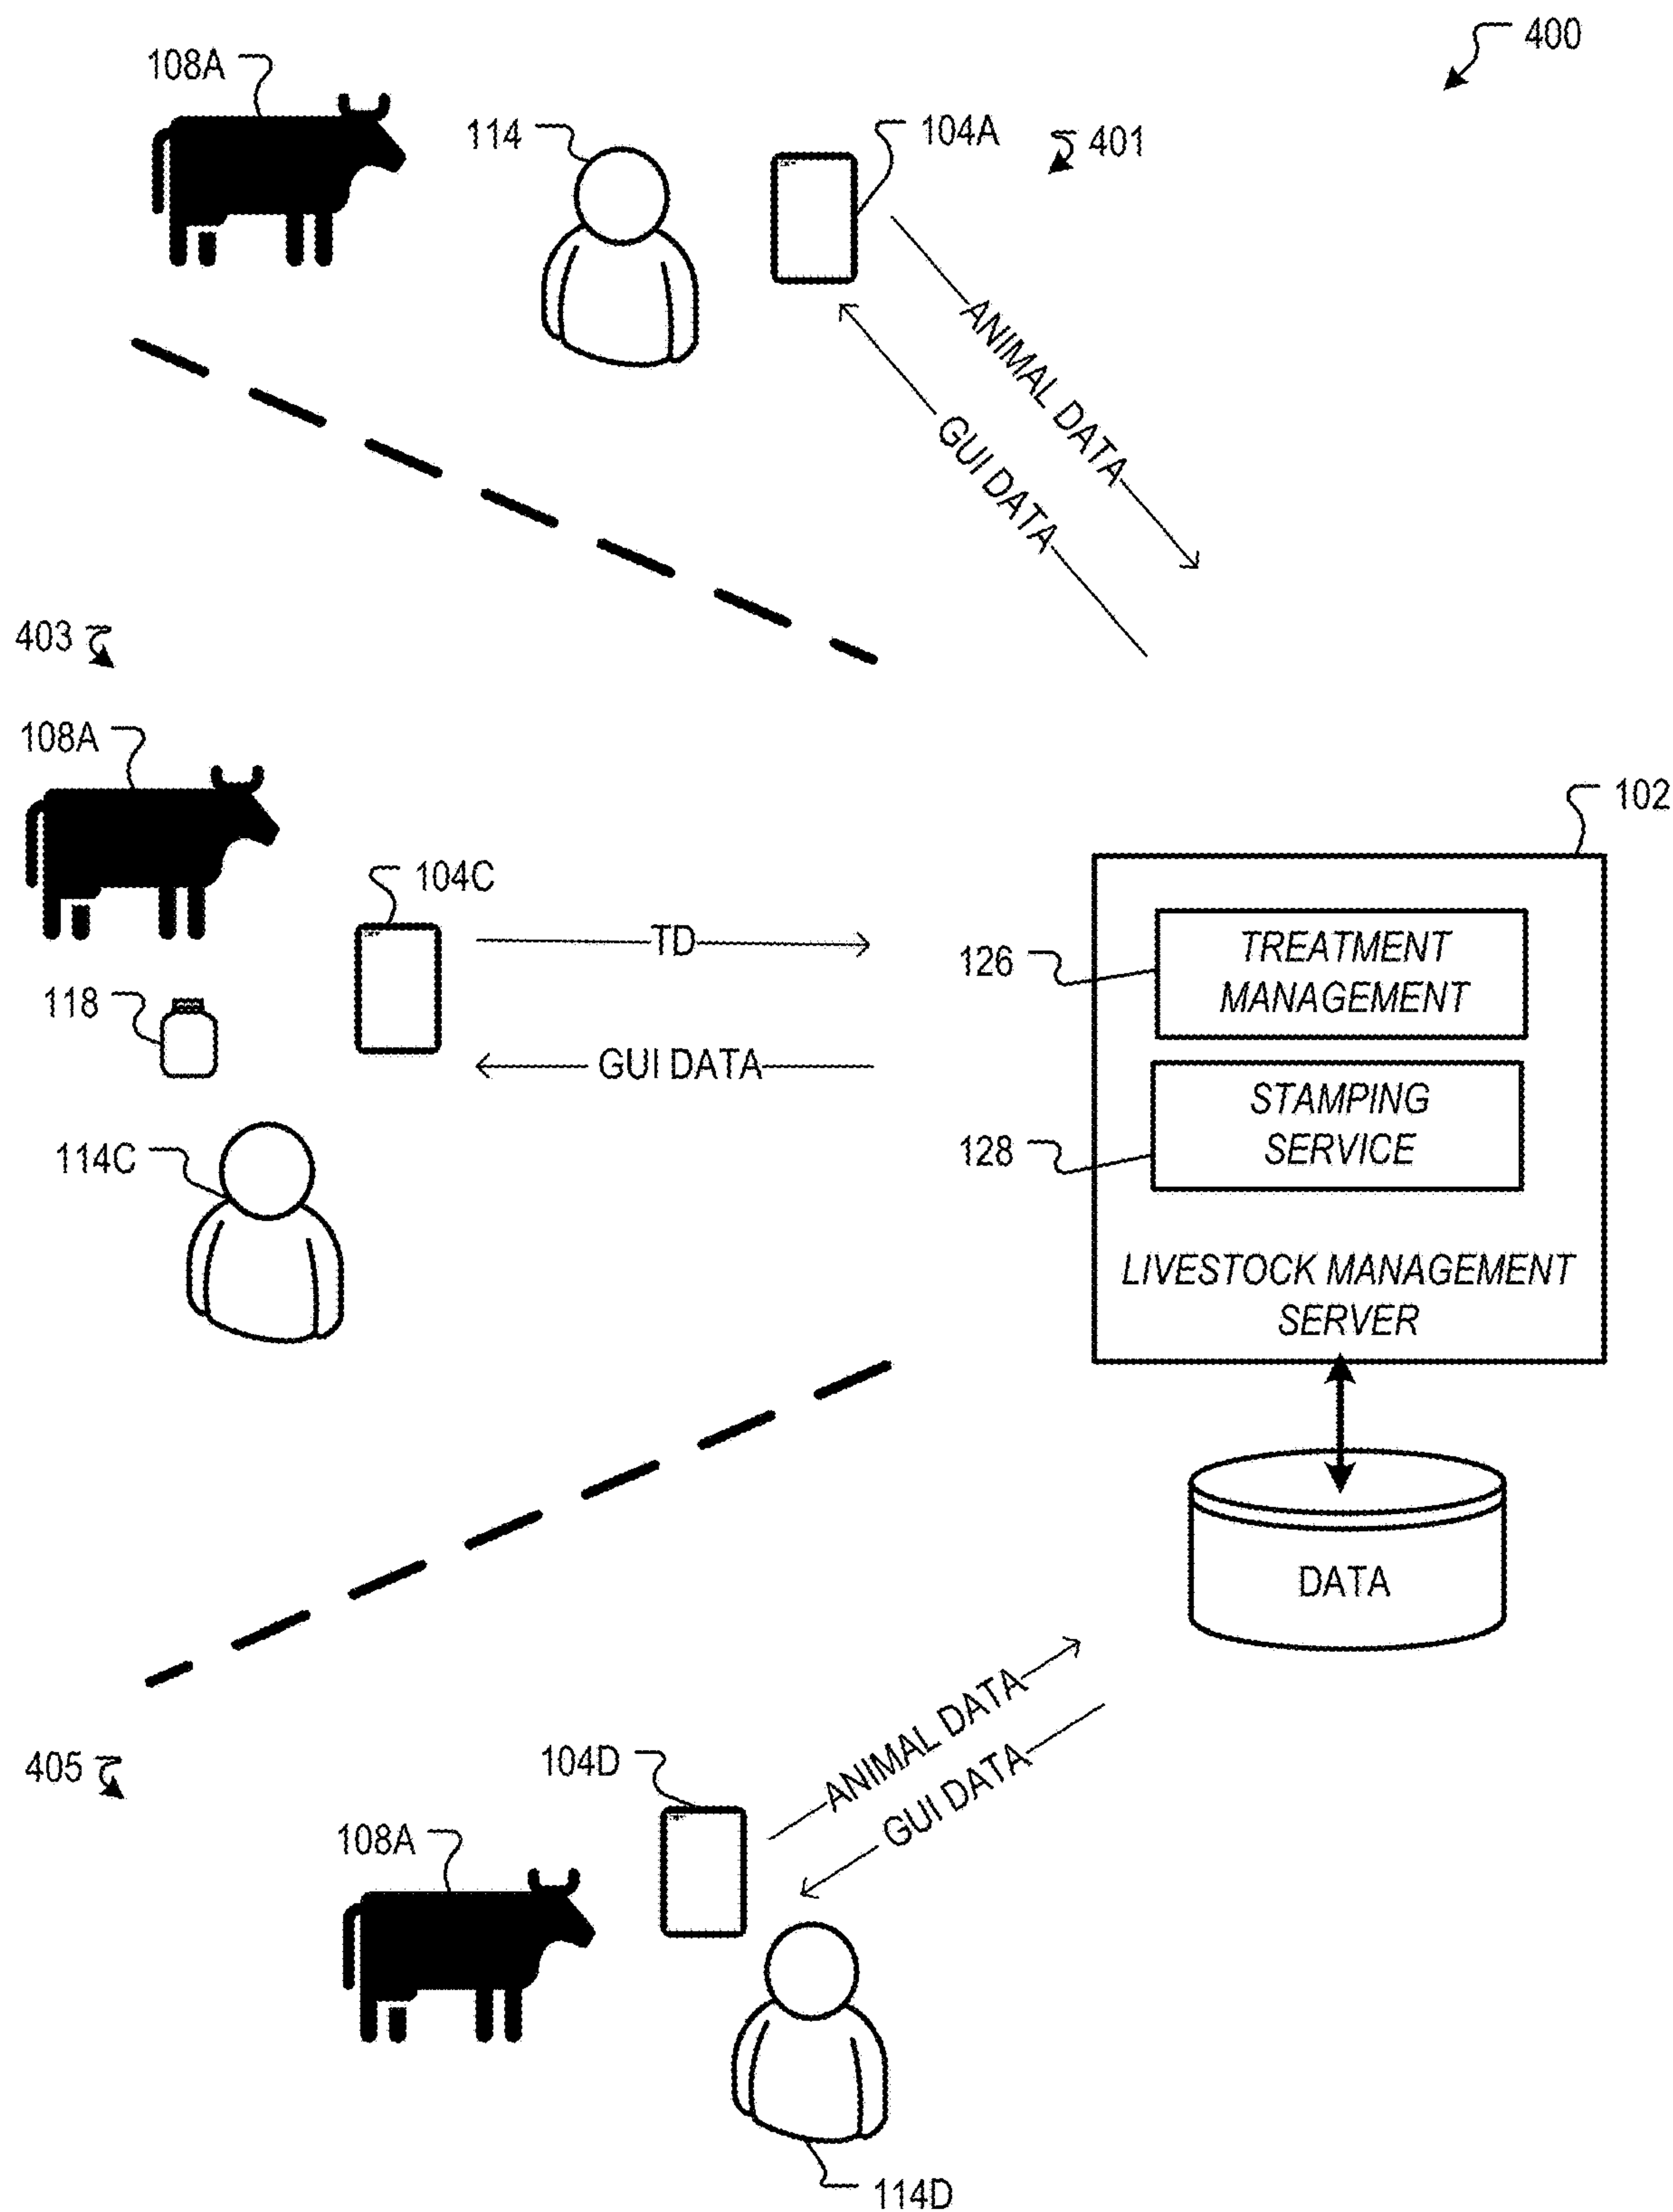 400
108A
114
104A
401
ANIMAL DATA
GUI DATA
403
108A
102
104C
TD
126
TREATMENT
MANAGEMENT
118
GUI DATA
STAMPING
SERVICE
114C
128
LIVESTOCK MANAGEMENT
SERVER
DATA
ANIMAL DATA
GUI DATA
405
104D
108A
114D